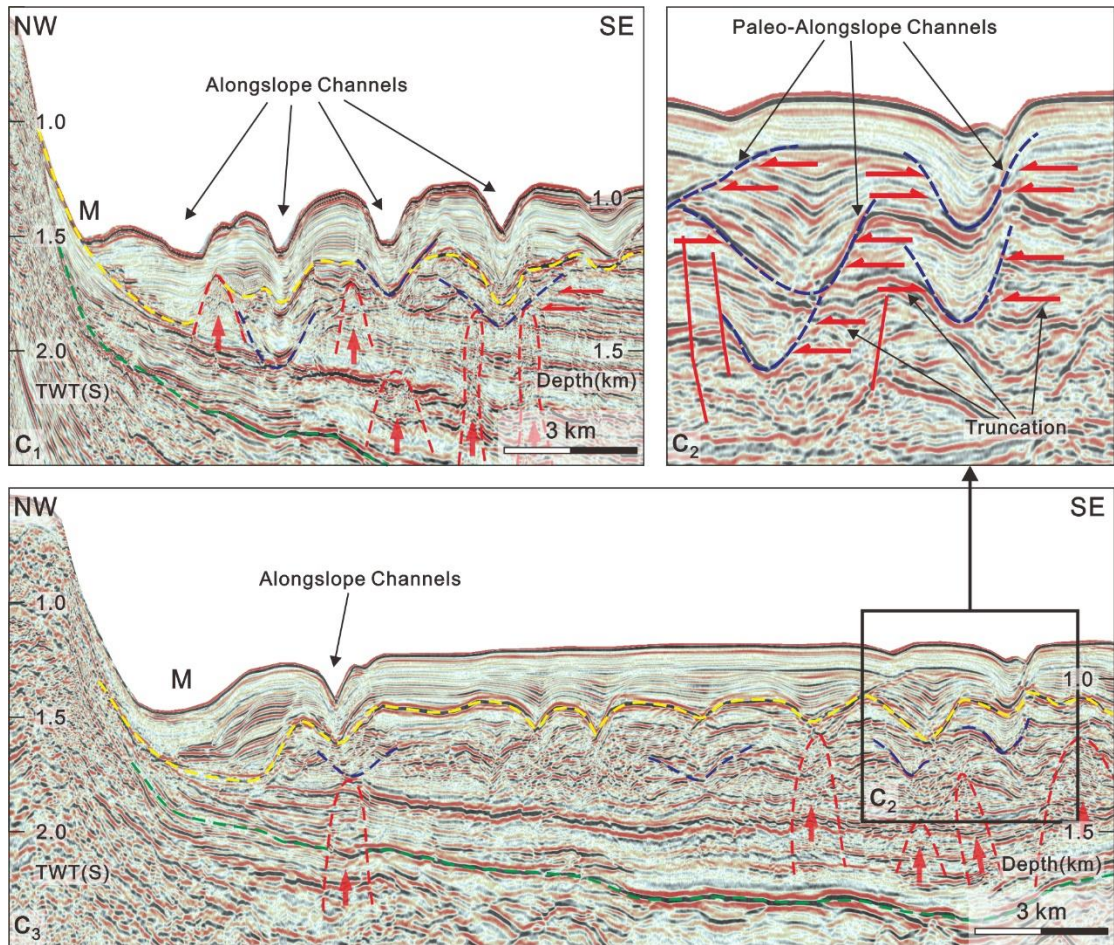 NW
SE
Alongslope Channels
1.0
M
1.0
1.5
2.0
1.5
TWT(S)
Depth(km)
3 km
C1
Paleo-Alongslope Channels
Truncation
C2
NW
SE
Alongslope Channels
1.0
M
1.0
1.5
C2
2.0
1.5
TWT(S)
Depth(km)
3 km
C3